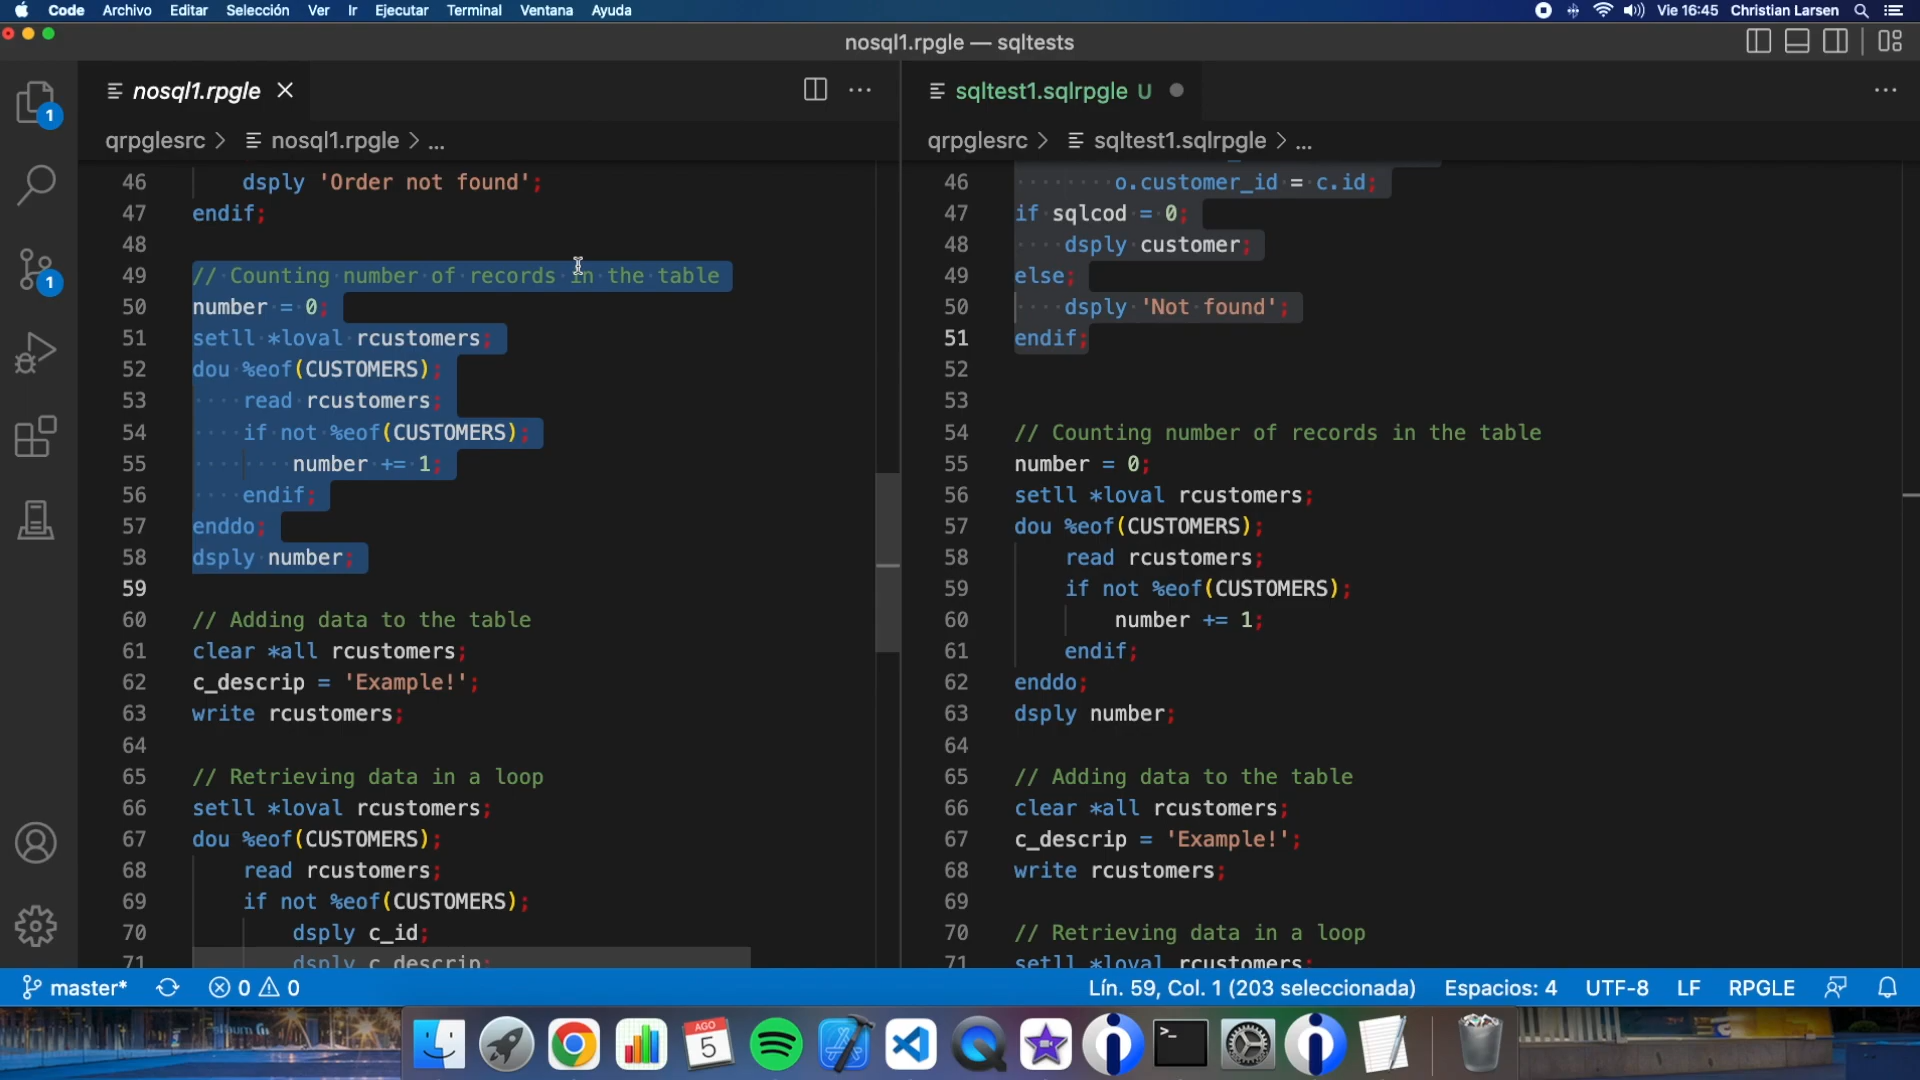 Code Archivo Editar Selección Ver Ir Ejecutar Terminal Ventana Ayuda Vie 16:45 Christian Larsen
nosql1.rpgle — sqltests
nosql1.rpgle
qrpglesrc > nosql1.rpgle > ...
46 dsply 'Order not found';
47 endif;
48
49 // Counting number of records in the table
50 number = 0;
51 setll *loval rcustomers;
52 dou %eof(CUSTOMERS);
53 read rcustomers;
54 if not %eof(CUSTOMERS);
55 number += 1;
56 endif;
57 enddo;
58 dsply number;
59
60 // Adding data to the table
61 clear *all rcustomers;
62 c_descrip = 'Example!';
63 write rcustomers;
64
65 // Retrieving data in a loop
66 setll *loval rcustomers;
67 dou %eof(CUSTOMERS);
68 read rcustomers;
69 if not %eof(CUSTOMERS);
70 dsply c_id;
71 dsply c_descrip;
sqltest1.sqlrpgle U
qrpglesrc > sqltest1.sqlrpgle > ...
46 o.customer_id = c.id;
47 if sqlcod = 0;
48 dsply customer;
49 else;
50 dsply 'Not found';
51 endif;
52
53
54 // Counting number of records in the table
55 number = 0;
56 setll *loval rcustomers;
57 dou %eof(CUSTOMERS);
58 read rcustomers;
59 if not %eof(CUSTOMERS);
60 number += 1;
61 endif;
62 enddo;
63 dsply number;
64
65 // Adding data to the table
66 clear *all rcustomers;
67 c_descrip = 'Example!';
68 write rcustomers;
69
70 // Retrieving data in a loop
71 setll *loval rcustomers;
1
1
master* 0 0 Lín. 59, Col. 1 (203 seleccionada) Espacios: 4 UTF-8 LF RPGLE
AGO
5